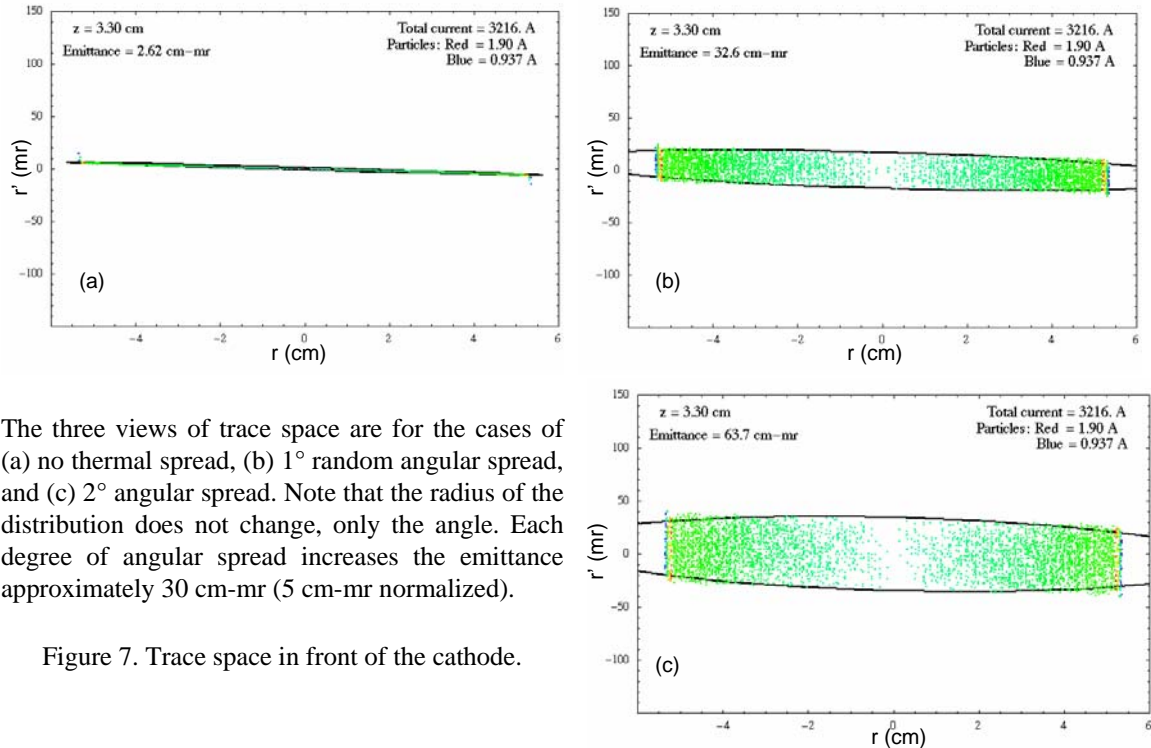 150
100
50
0
−50
−100
z = 3.30 cm
Emittance = 2.62 cm−mr
Total current = 3216. A
Particles: Red = 1.90 A
Blue = 0.937 A
r' (mr)
(a)
−4
−2
0
2
4
6
r (cm)
150
100
50
0
−50
−100
z = 3.30 cm
Emittance = 32.6 cm−mr
Total current = 3216. A
Particles: Red = 1.90 A
Blue = 0.937 A
r' (mr)
(b)
−4
−2
0
2
4
6
r (cm)
The three views of trace space are for the cases of
(a) no thermal spread, (b) 1° random angular spread,
and (c) 2° angular spread. Note that the radius of the
distribution does not change, only the angle. Each
degree of angular spread increases the emittance
approximately 30 cm-mr (5 cm-mr normalized).
Figure 7. Trace space in front of the cathode.
150
100
50
0
−50
−100
z = 3.30 cm
Emittance = 63.7 cm−mr
Total current = 3216. A
Particles: Red = 1.90 A
Blue = 0.937 A
r' (mr)
(c)
−4
−2
0
2
4
6
r (cm)